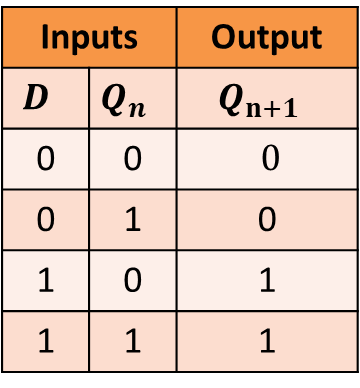 Inputs Output
D Qₙ Qₙ₊₁
0 0 0
0 1 0
1 0 1
1 1 1